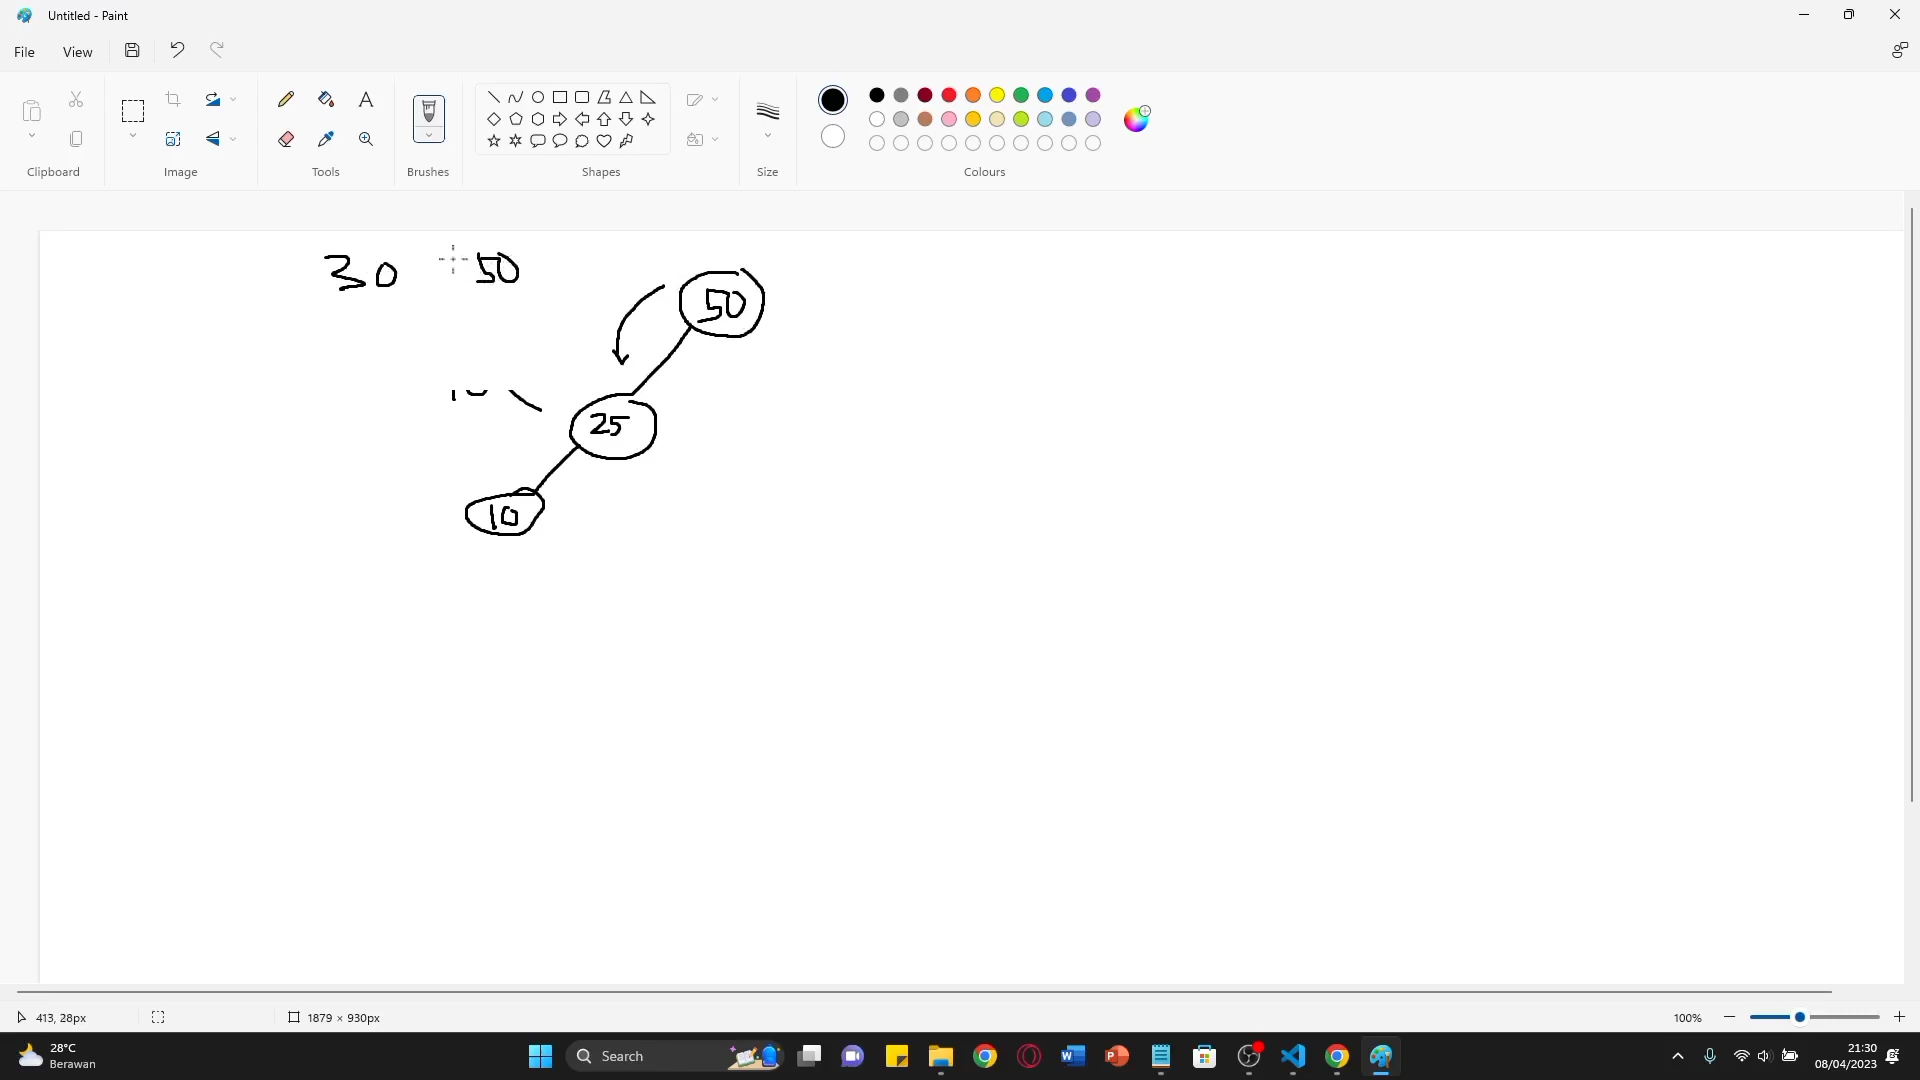 Untitled - Paint
File View
Clipboard Image Tools Brushes Shapes Size Colours
30 50
50
25
10
413, 28px 1879 × 930px 100%
28°C
Berawan
Search
21:30
08/04/2023